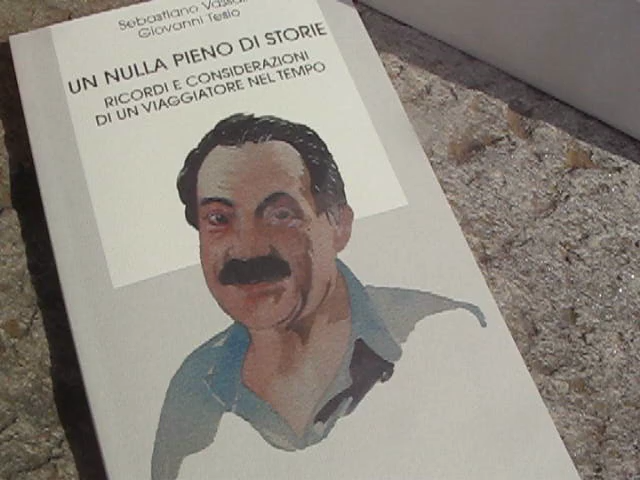 Sebastiano
Giovanni Tesio
UN NULLA PIENO DI STORIE
RICORDI E CONSIDERAZIONI
DI UN VIAGGIATORE NEL TEMPO